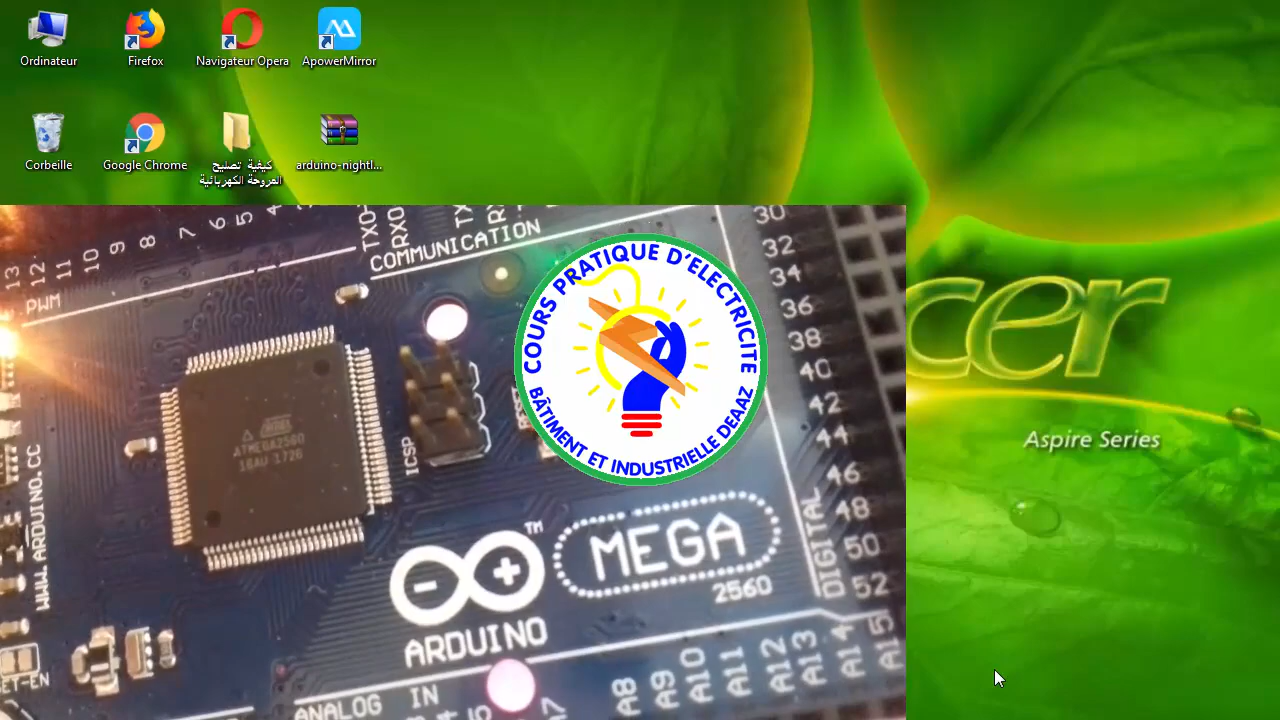 Ordinateur
Firefox
Navigateur Opera
ApowerMirror
Corbeille
Google Chrome
كيفية تصليح
المروحة الكهربائية
arduino-nightl...
13
12
11
10
9
8
7
6
5
4
PWM
COMMUNICATION
30
32
34
36
38
40
42
44
46
48
50
52
DIGITAL
COURS PRATIQUE D'ELECTRICITE
BÂTIMENT ET INDUSTRIELLE DEAAZ
ATMEGA2560
16AU 1726
ICSP
WWW.ARDUINO.CC
MEGA
2560
TM
ARDUINO
ANALOG IN
A8
A9
A10
A11
A12
A13
A14
A15
cer
Aspire Series